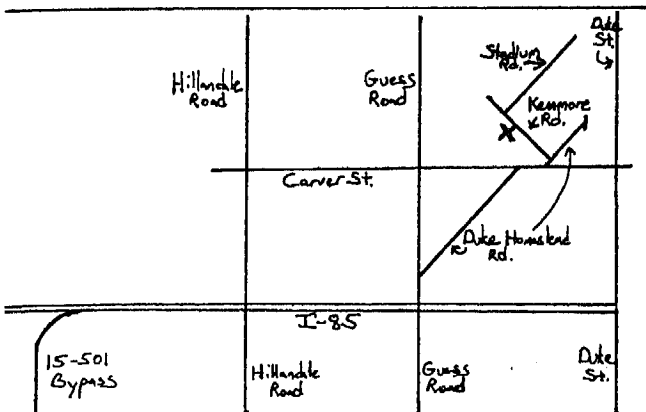 Duke
St.
Stadium
Rd.
Hillandale
Road
Guess
Road
Kenmore
Rd.
X
Carver St.
Duke Homstead
Rd.
I-85
15-501
Bypass
Hillandale
Road
Guess
Road
Duke
St.